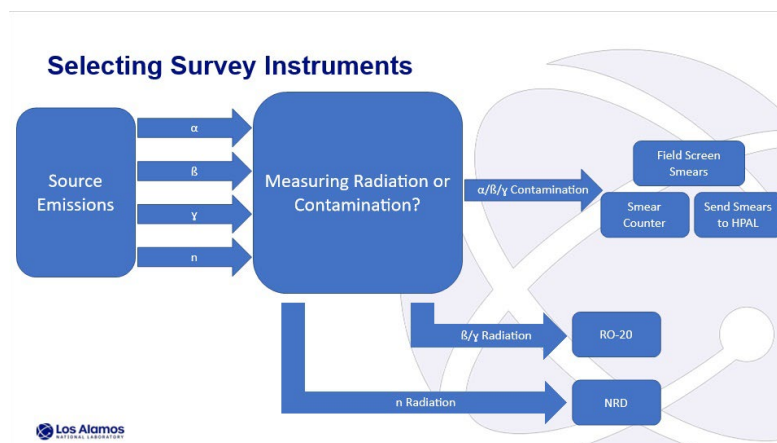 Selecting Survey Instruments
Source
Emissions
α
ß
ɣ
n
Measuring Radiation or
Contamination?
α/ß/ɣ Contamination
Field Screen
Smears
Smear
Counter
Send Smears
to HPAL
ß/ɣ Radiation
RO-20
n Radiation
NRD
Los Alamos
NATIONAL LABORATORY